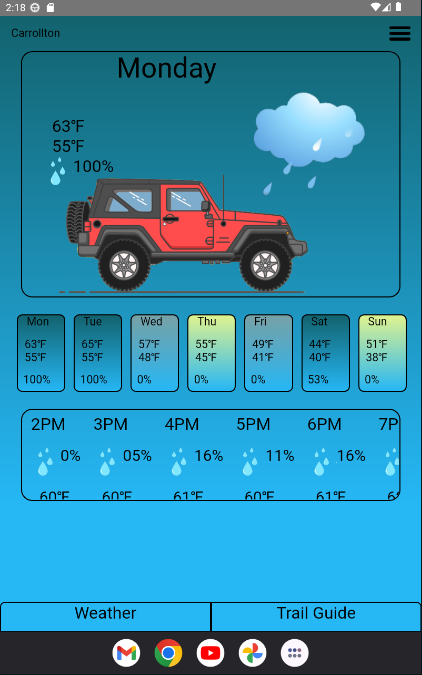 2:18
Carrollton
Monday
63°F
55°F
100%
Mon Tue Wed Thu Fri Sat Sun
63°F 65°F 57°F 55°F 49°F 44°F 51°F
55°F 55°F 48°F 45°F 41°F 40°F 38°F
100% 100% 0% 0% 0% 53% 0%
2PM 3PM 4PM 5PM 6PM 7P
0% 05% 16% 11% 16%
60°F 60°F 61°F 60°F 61°F
Weather Trail Guide